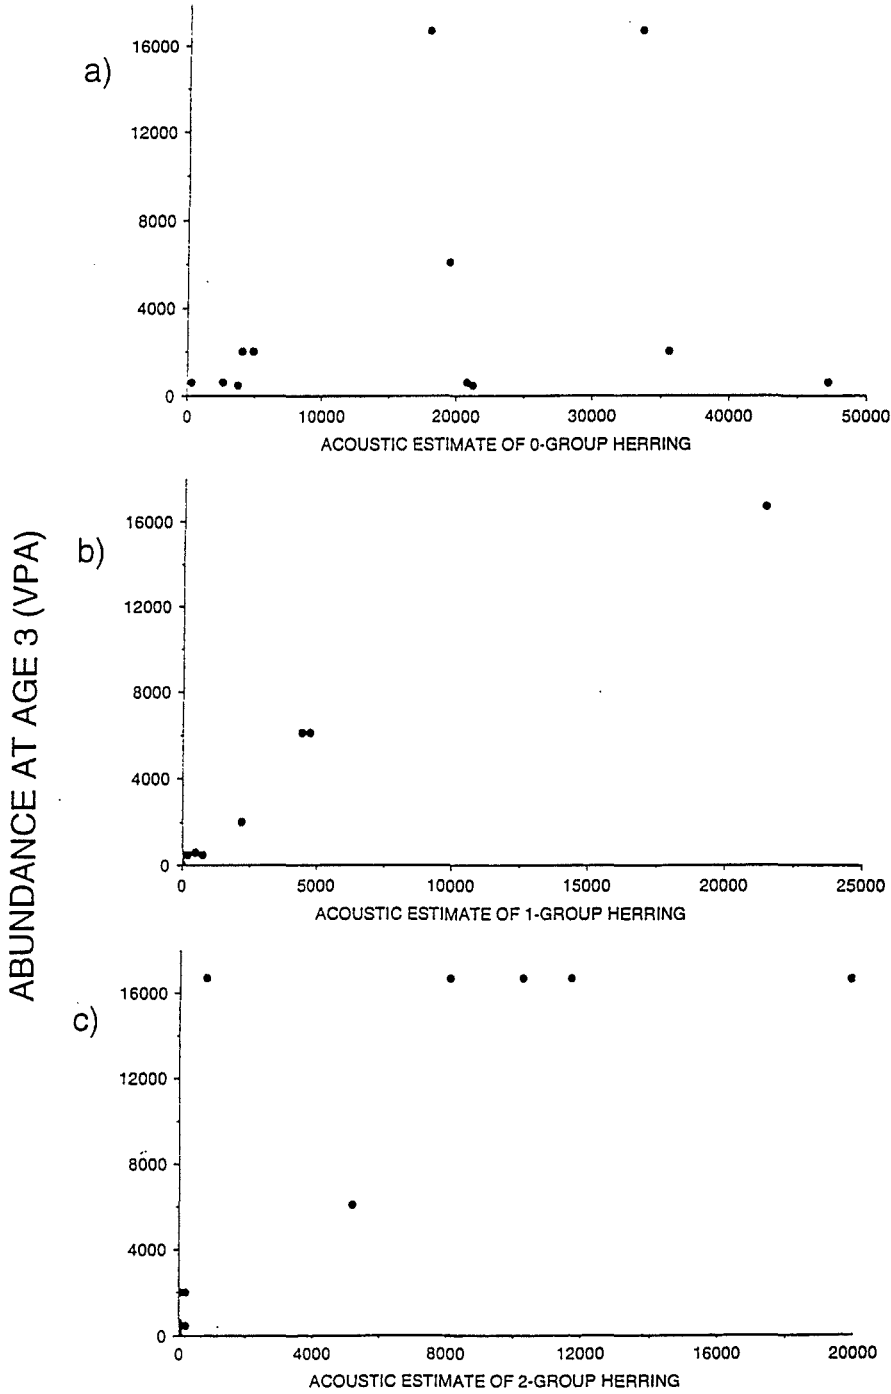 ABUNDANCE AT AGE 3 (VPA)
a)
16000
12000
8000
4000
0
0 10000 20000 30000 40000 50000
ACOUSTIC ESTIMATE OF 0-GROUP HERRING
b)
16000
12000
8000
4000
0
0 5000 10000 15000 20000 25000
ACOUSTIC ESTIMATE OF 1-GROUP HERRING
c)
16000
12000
8000
4000
0
0 4000 8000 12000 16000 20000
ACOUSTIC ESTIMATE OF 2-GROUP HERRING